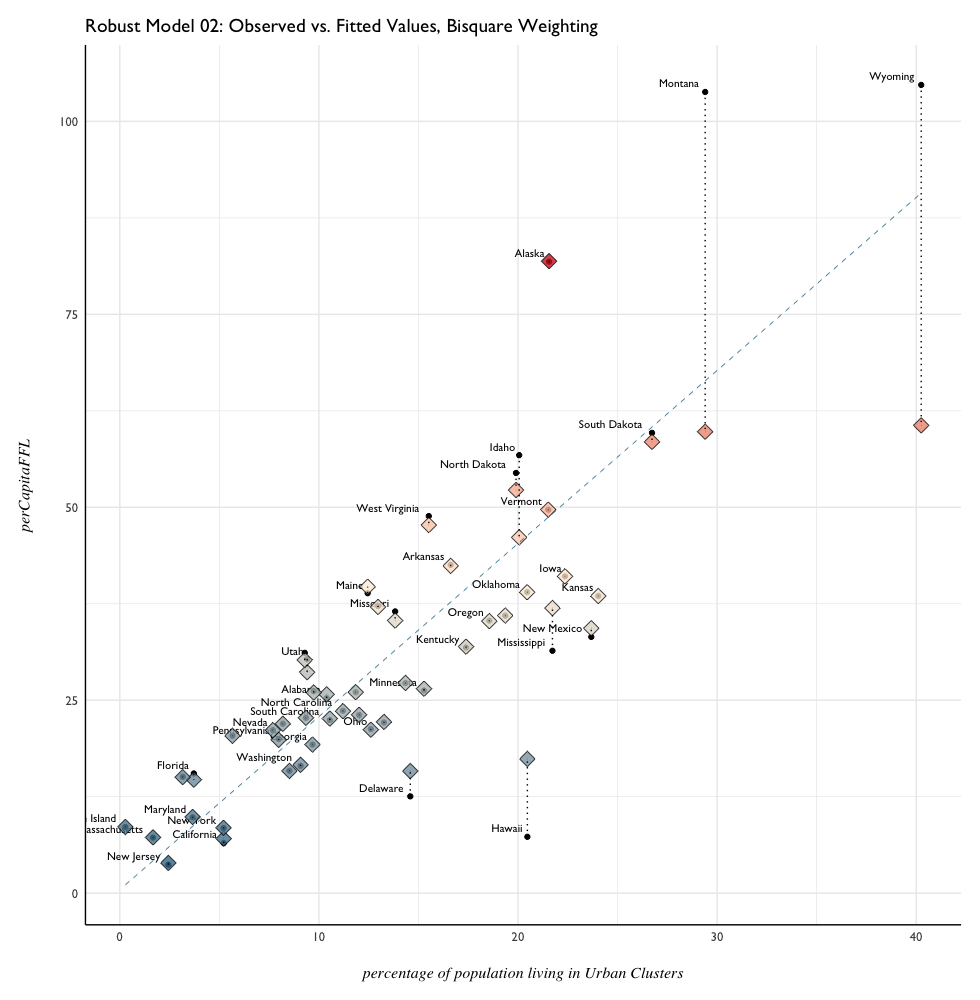 Robust Model 02: Observed vs. Fitted Values, Bisquare Weighting
Wyoming
Montana
100
Alaska
75
South Dakota
Idaho
North Dakota
Vermont
50
West Virginia
Arkansas
Iowa
Maine
Oklahoma
Kansas
Missouri
Oregon
New Mexico
Kentucky
Mississippi
Utah
Minnesota
Alabama
25
North Carolina
South Carolina
Nevada
Ohio
Pennsylvania
Georgia
Washington
Florida
Delaware
Maryland
Island
New York
assachusetts
California
Hawaii
New Jersey
0
0 10 20 30 40
perCapitaFFL
percentage of population living in Urban Clusters